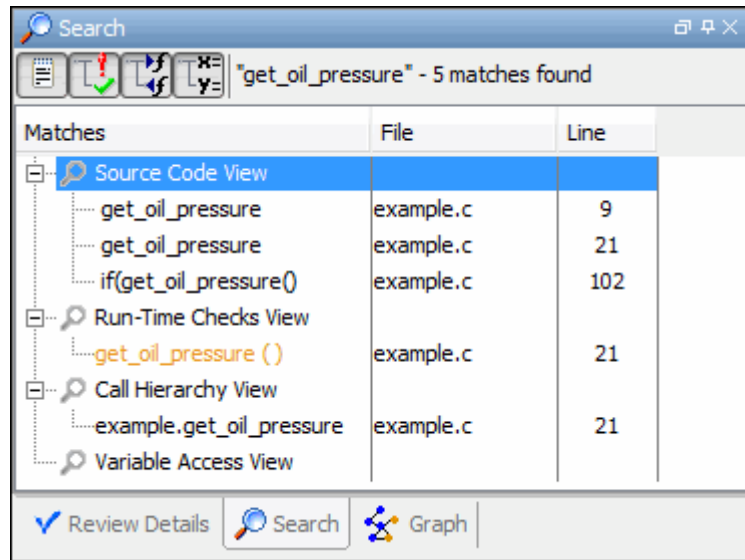 Search
"get_oil_pressure" - 5 matches found
Matches File Line
Source Code View
get_oil_pressure example.c 9
get_oil_pressure example.c 21
if(get_oil_pressure() example.c 102
Run-Time Checks View
get_oil_pressure ( ) example.c 21
Call Hierarchy View
example.get_oil_pressure example.c 21
Variable Access View
Review Details Search Graph